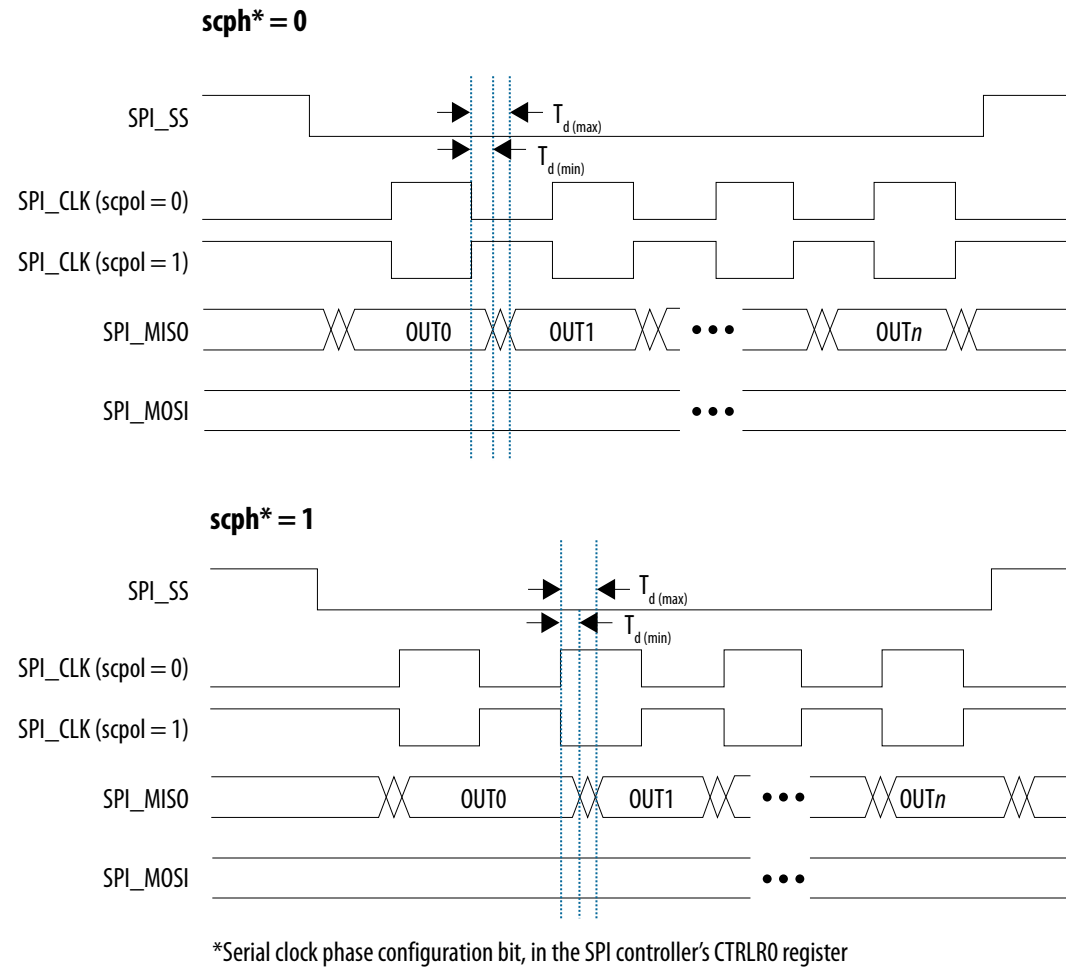 scph* = 0
SPI_SS
T d (max)
T d (min)
SPI_CLK (scpol = 0)
SPI_CLK (scpol = 1)
SPI_MISO
OUT0
OUT1
•••
OUTn
SPI_MOSI
•••
scph* = 1
SPI_SS
T d (max)
T d (min)
SPI_CLK (scpol = 0)
SPI_CLK (scpol = 1)
SPI_MISO
OUT0
OUT1
•••
OUTn
SPI_MOSI
•••
*Serial clock phase configuration bit, in the SPI controller’s CTRLR0 register